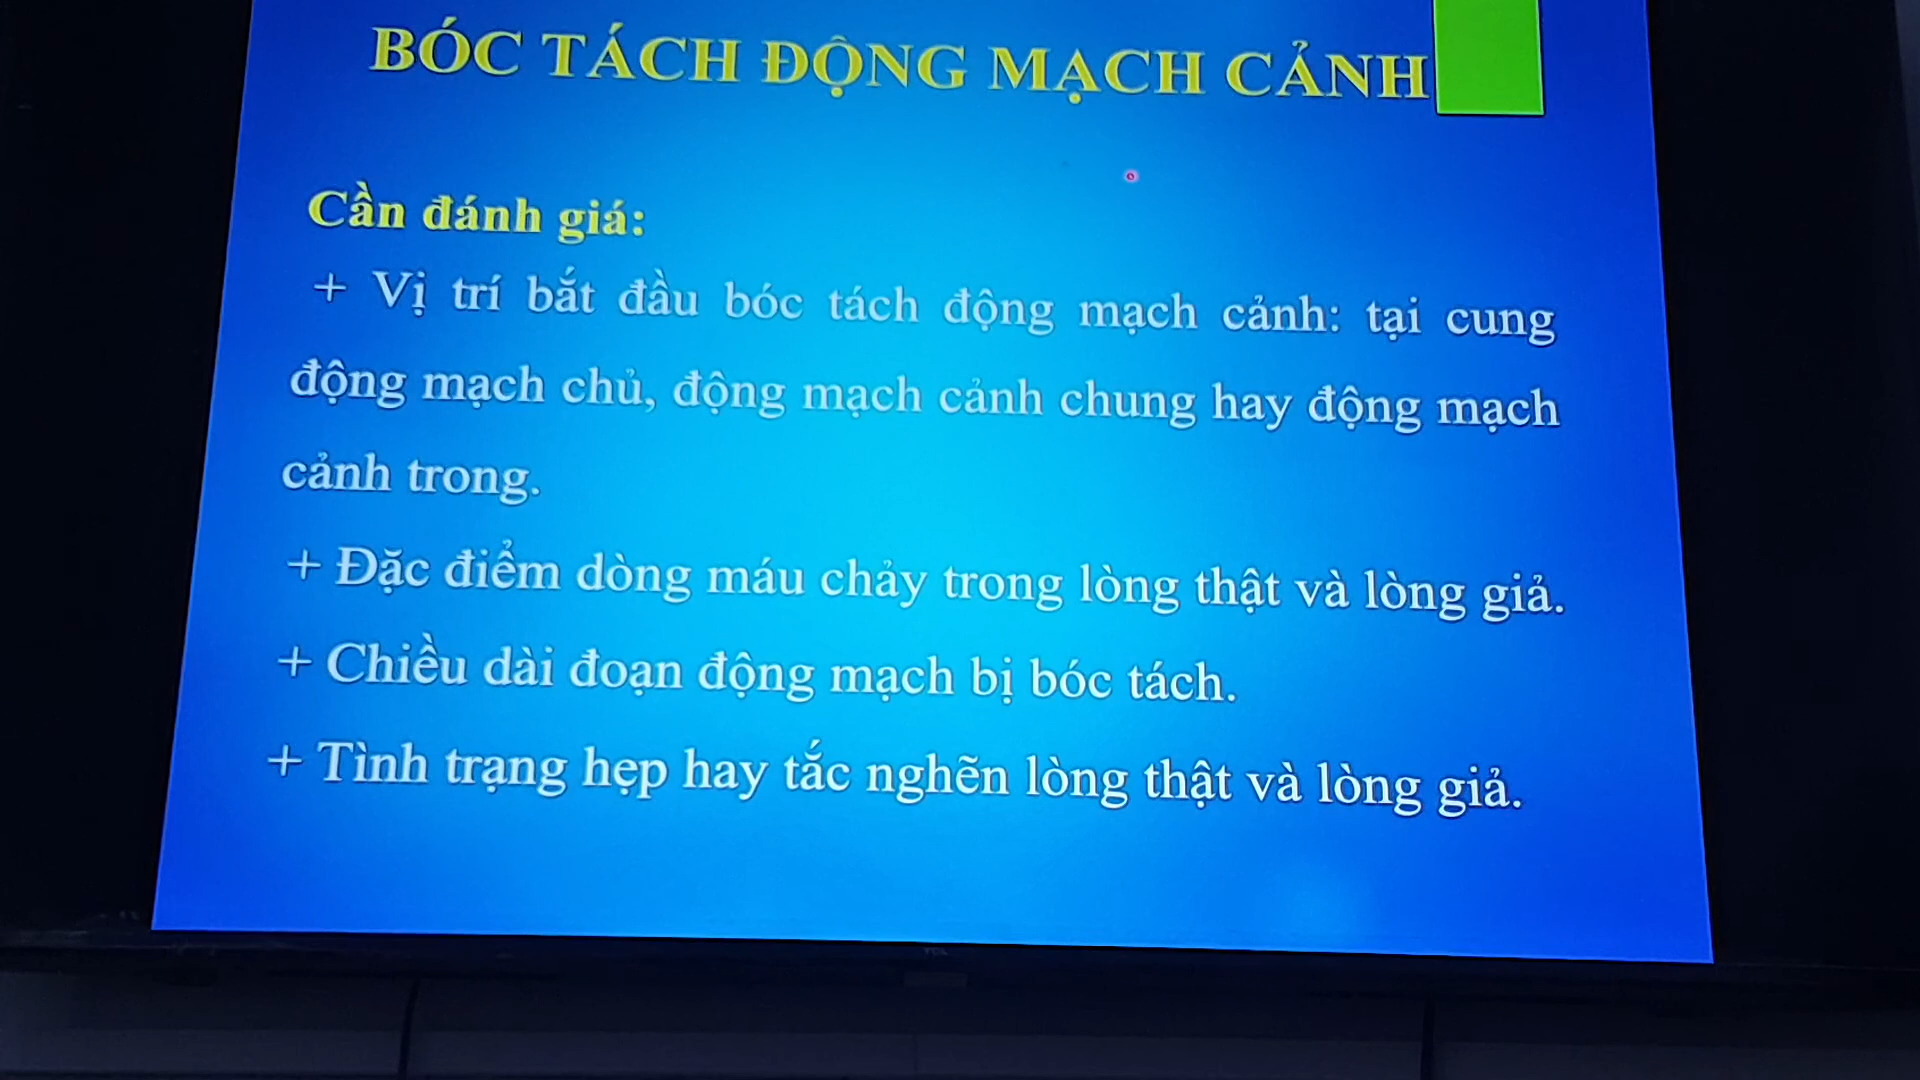 BÓC TÁCH ĐỘNG MẠCH CẢNH
Cần đánh giá:
+ Vị trí bắt đầu bóc tách động mạch cảnh: tại cung
động mạch chủ, động mạch cảnh chung hay động mạch
cảnh trong.
+ Đặc điểm dòng máu chảy trong lòng thật và lòng giả.
+ Chiều dài đoạn động mạch bị bóc tách.
+ Tình trạng hẹp hay tắc nghẽn lòng thật và lòng giả.
TCL